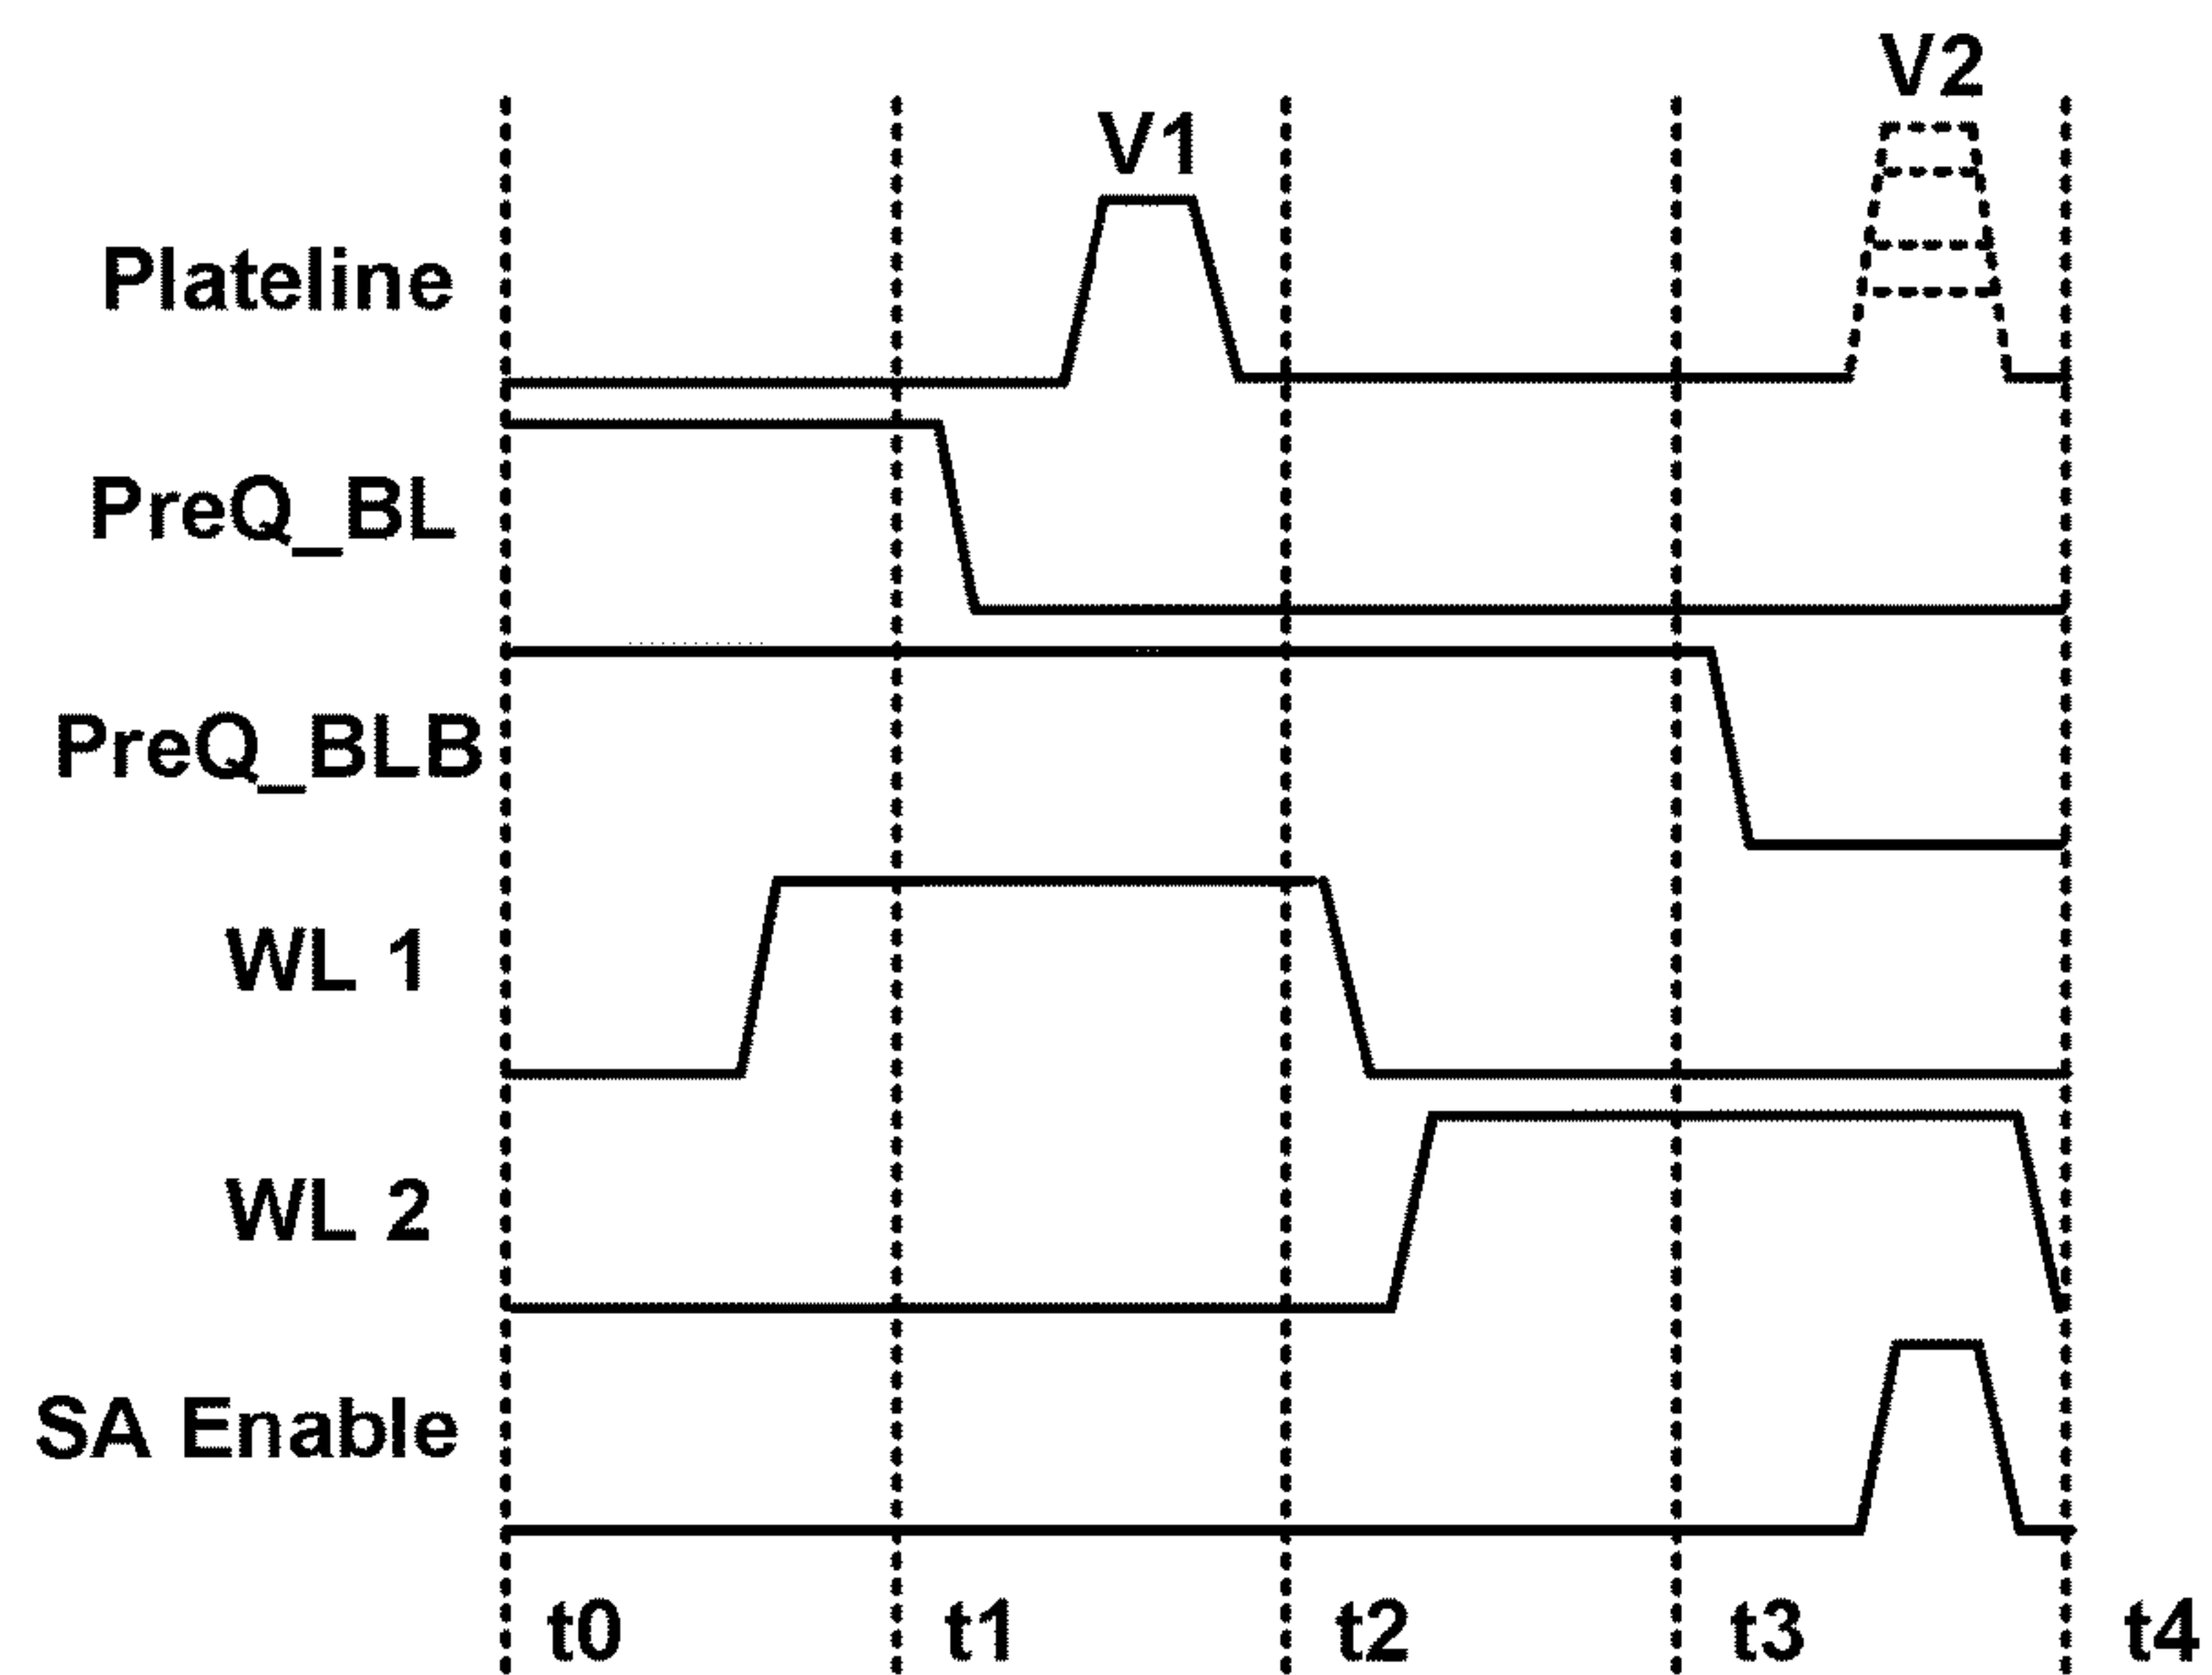 V2
V1
Plateline
PreQ_BL
PreQ_BLB
WL 1
WL 2
SA Enable
t0 t1 t2 t3 t4